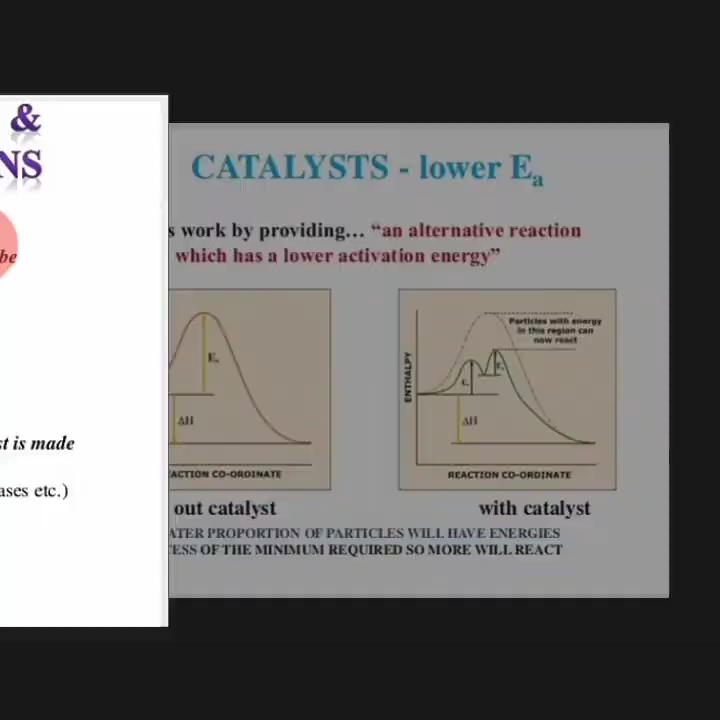 &
NS
be
st is made
ases etc.)
CATALYSTS - lower Ea
s work by providing… “an alternative reaction
which has a lower activation energy”
Ea
ΔH
ACTION CO-ORDINATE
out catalyst
Particles with energy
in this region can
now react
ENTHALPY
ΔH
REACTION CO-ORDINATE
with catalyst
ATER PROPORTION OF PARTICLES WILL HAVE ENERGIES
ESS OF THE MINIMUM REQUIRED SO MORE WILL REACT